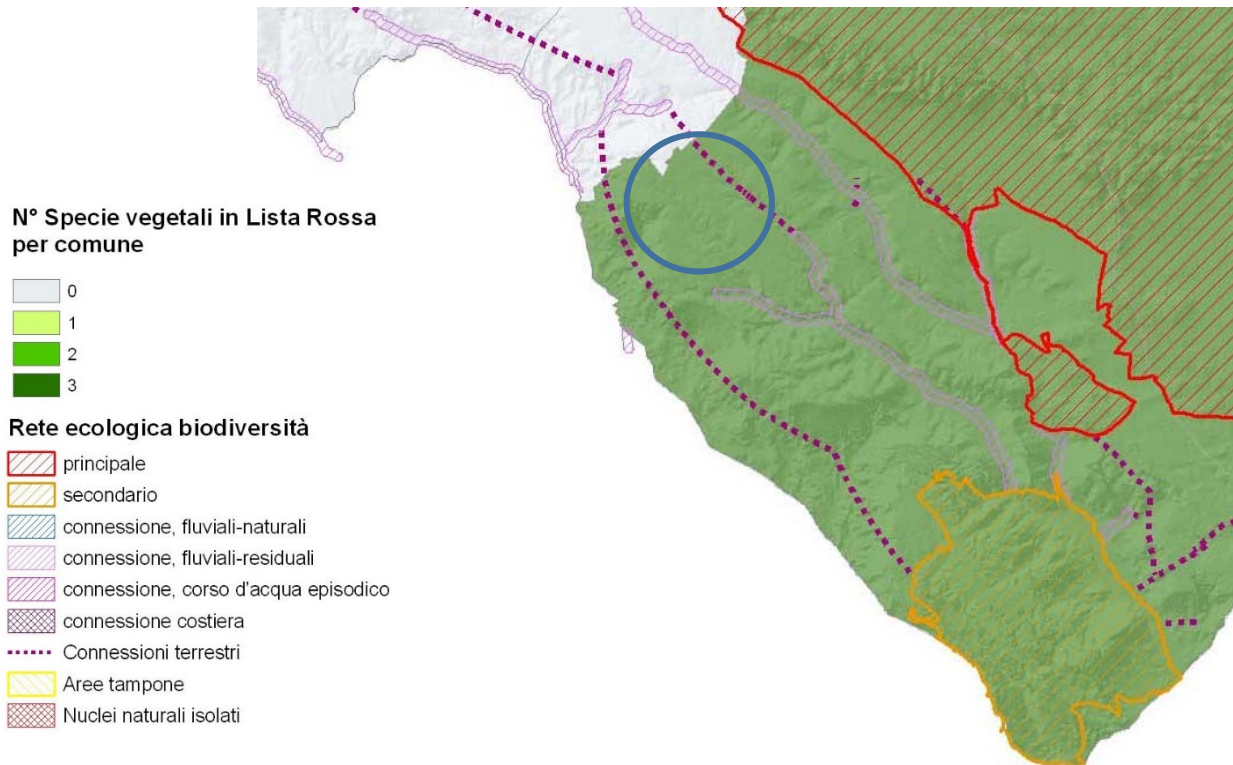 N° Specie vegetali in Lista Rossa
per comune
0
1
2
3
Rete ecologica biodiversità
principale
secondario
connessione, fluviali-naturali
connessione, fluviali-residuali
connessione, corso d'acqua episodico
connessione costiera
Connessioni terrestri
Aree tampone
Nuclei naturali isolati